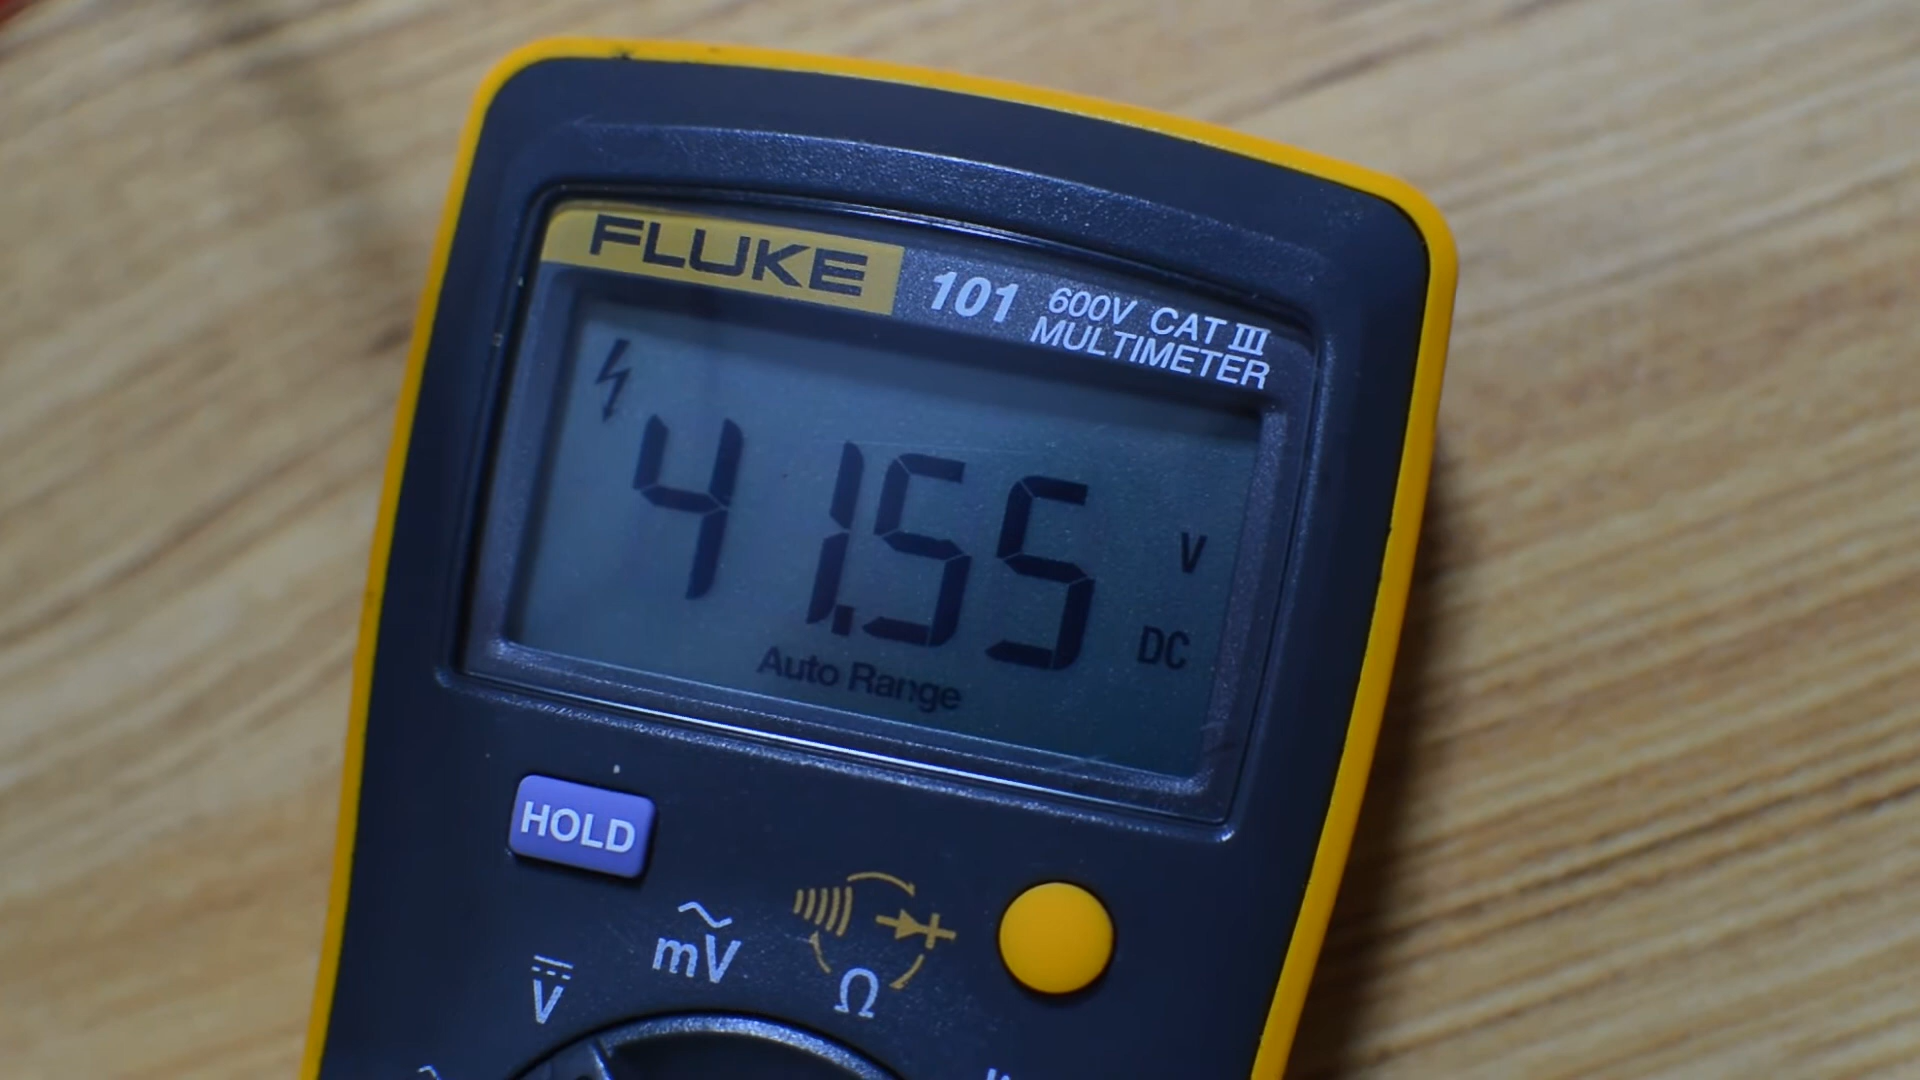 FLUKE 101 600V CAT III
MULTIMETER
41.55 V
DC
Auto Range
HOLD
mV
V
Ω